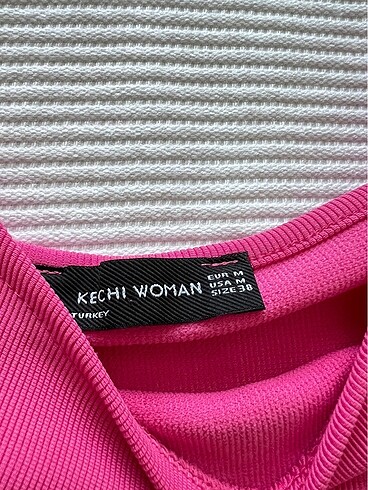 KECHI WOMAN
TURKEY
EUR M
USA M
SIZE 38